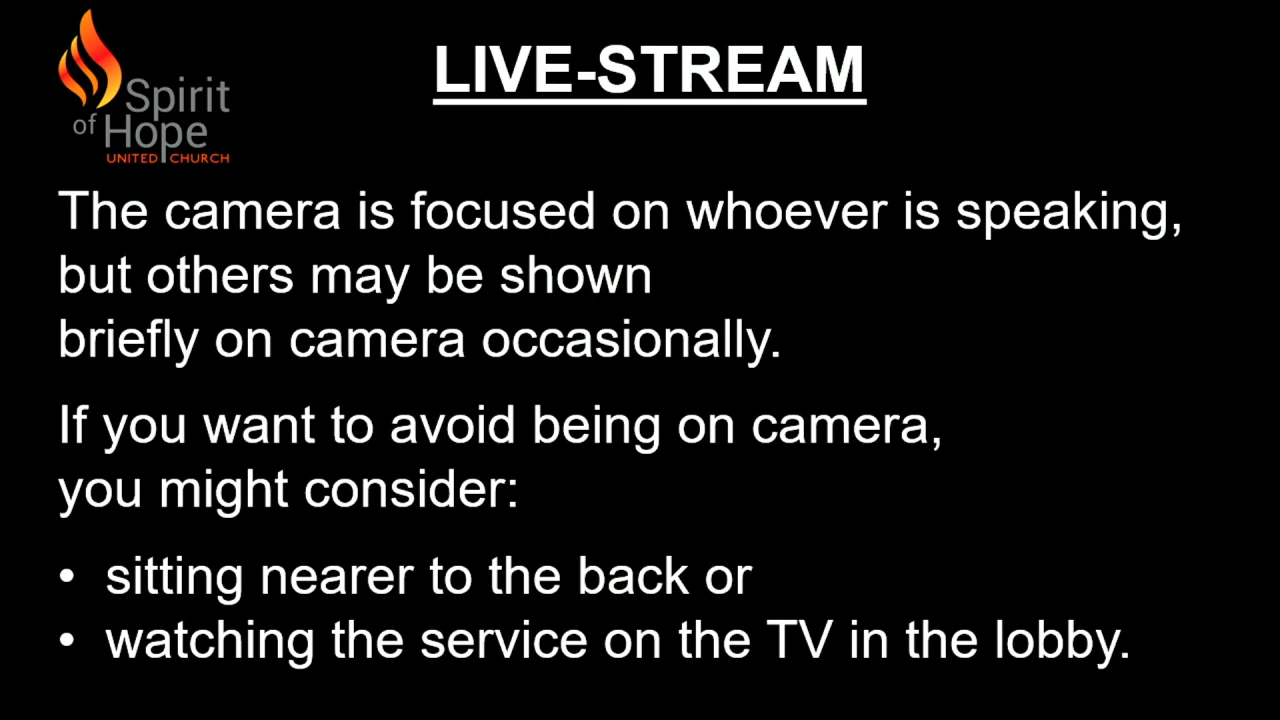 Spirit
of Hope
UNITED CHURCH
LIVE-STREAM
The camera is focused on whoever is speaking,
but others may be shown
briefly on camera occasionally.
If you want to avoid being on camera,
you might consider:
• sitting nearer to the back or
• watching the service on the TV in the lobby.